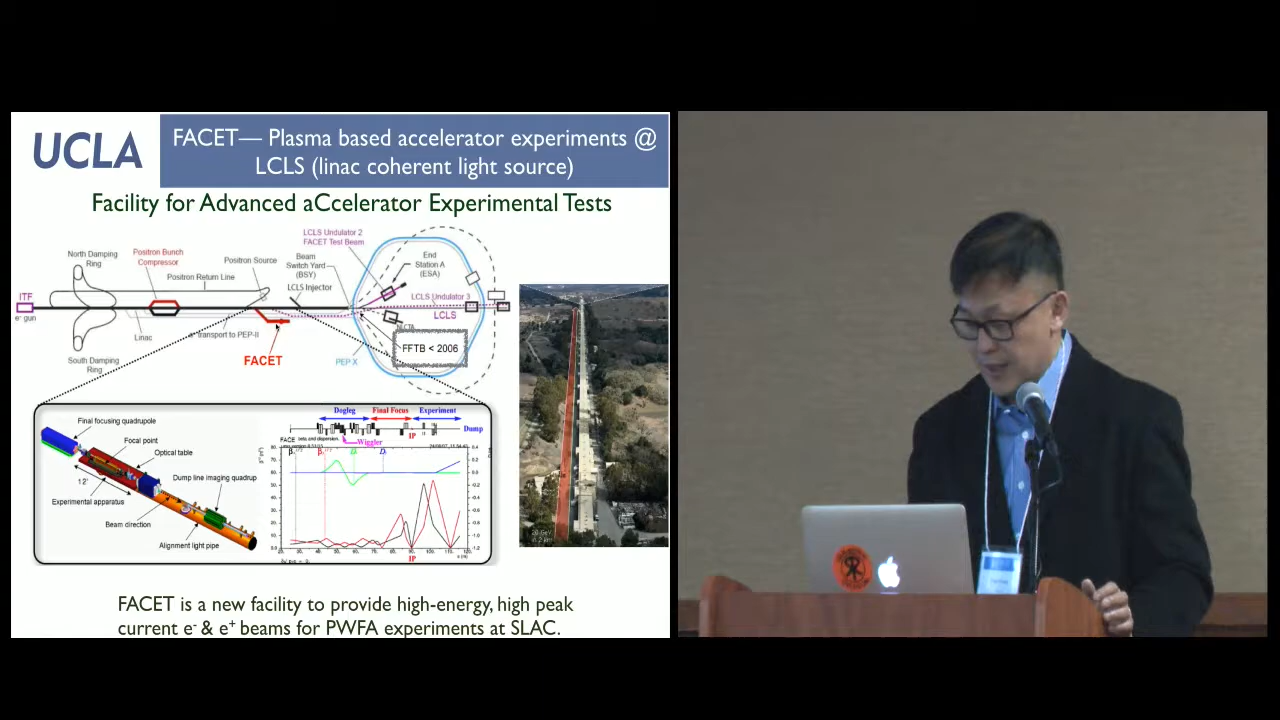 UCLA
FACET— Plasma based accelerator experiments @
LCLS (linac coherent light source)
Facility for Advanced aCcelerator Experimental Tests
LCLS Undulator 2
FACET Test Beam
North Damping
Ring
Positron Bunch
Compressor
Positron Source
Beam
Switch Yard
(BSY)
End
Station A
(ESA)
Positron Return Line
LCLS Injector
ITF
e- gun
LCLS Undulator 3
LCLS
NLCTA
Linac
e- transport to PEP-II
South Damping
Ring
FACET
PEP X
FFTB < 2006
Final focusing quadrupole
Focal point
Optical table
Dump line imaging quadrup
12'
Experimental apparatus
Beam direction
Alignment light pipe
Dogleg
Final Focus
Experiment
IP
Dump
Wiggler
IP
FACET is a new facility to provide high-energy, high peak
current e- & e+ beams for PWFA experiments at SLAC.